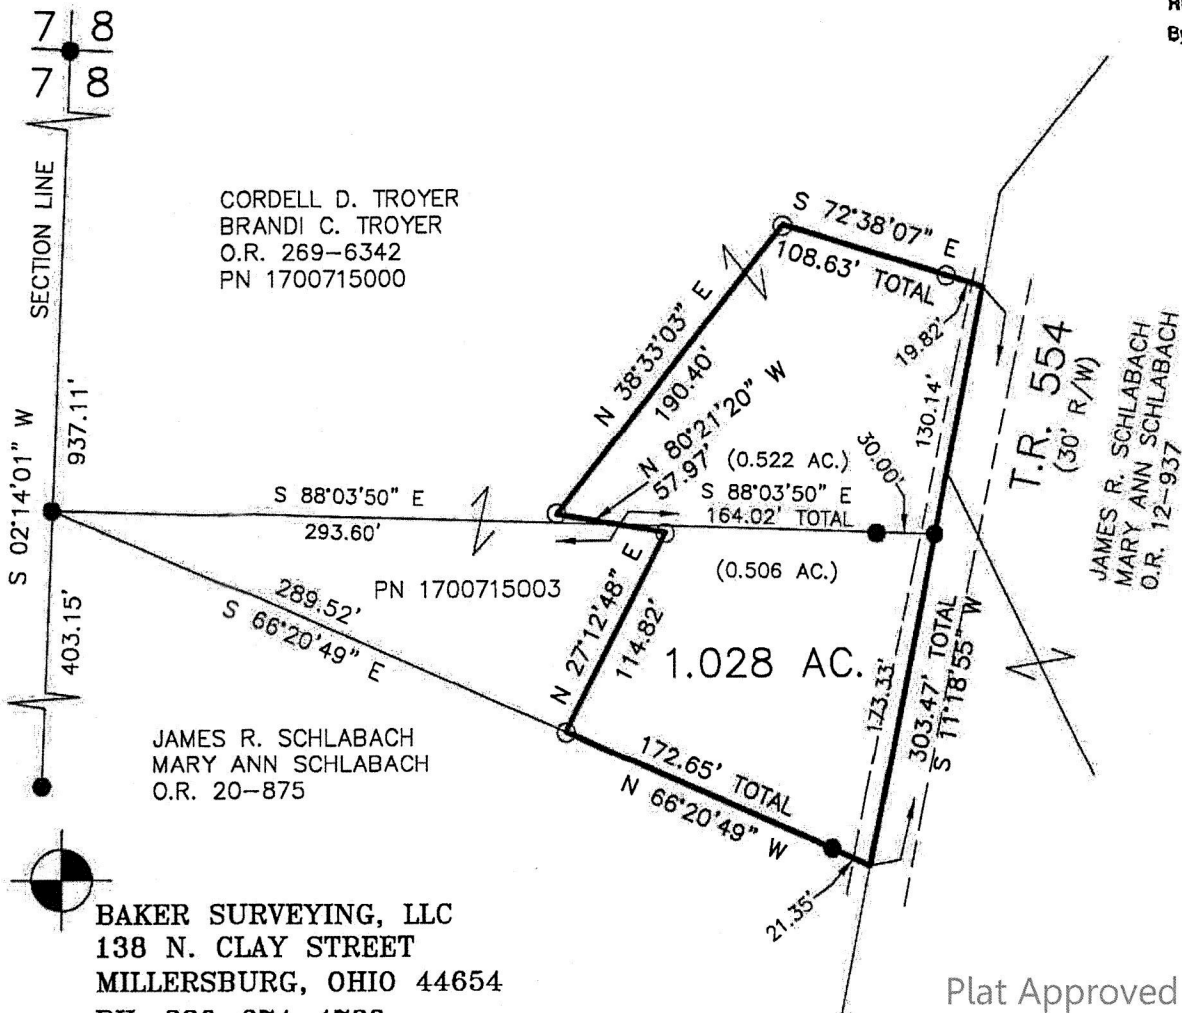 7 8
7 8
By
SECTION LINE
937.11'
S 02°14'01" W
403.15'
CORDELL D. TROYER
BRANDI C. TROYER
O.R. 269-6342
PN 1700715000
S 72°38'07" E
108.63' TOTAL
19.82'
N 38°33'03" E
190.40'
N 80°21'20" W
57.97'
(0.522 AC.)
30.00'
130.14'
T.R. 554
(30' R/W)
JAMES R. SCHLABACH
MARY ANN SCHLABACH
O.R. 12-937
S 88°03'50" E
293.60'
S 88°03'50" E
164.02' TOTAL
(0.506 AC.)
PN 1700715003
289.52'
S 66°20'49" E
N 27°12'48" E
114.82'
1.028 AC.
173.33'
303.47' TOTAL
S 11°18'55" W
172.65' TOTAL
N 66°20'49" W
21.35'
JAMES R. SCHLABACH
MARY ANN SCHLABACH
O.R. 20-875
BAKER SURVEYING, LLC
138 N. CLAY STREET
MILLERSBURG, OHIO 44654
Plat Approved